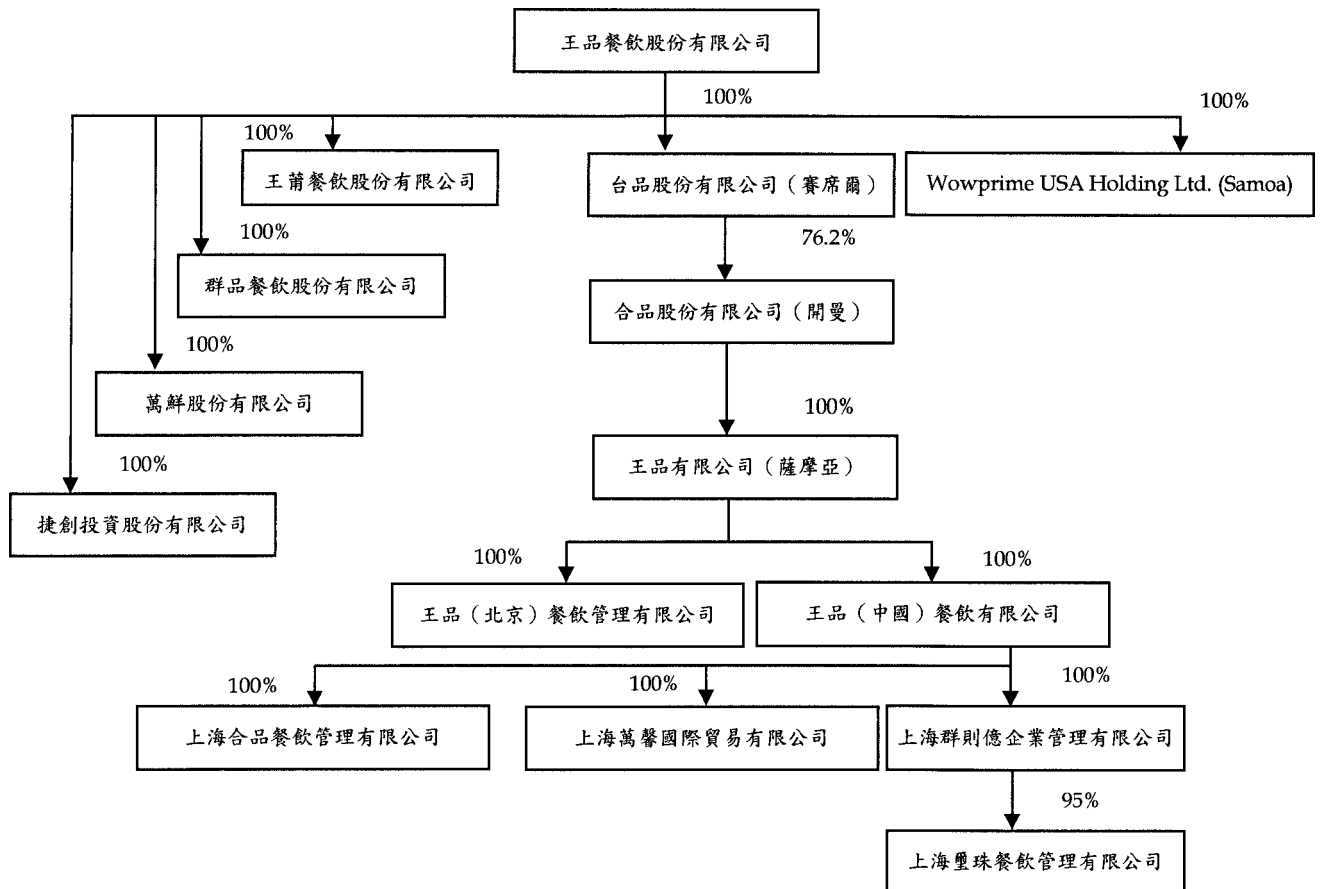 王品餐飲股份有限公司
100%
100%
100%
王莆餐飲股份有限公司
台品股份有限公司（賽席爾）
Wowprime USA Holding Ltd. (Samoa)
100%
76.2%
群品餐飲股份有限公司
合品股份有限公司（開曼）
100%
萬鮮股份有限公司
100%
100%
王品有限公司（薩摩亞）
捷創投資股份有限公司
100%
100%
王品（北京）餐飲管理有限公司
王品（中國）餐飲有限公司
100%
100%
100%
上海合品餐飲管理有限公司
上海萬馨國際貿易有限公司
上海群則億企業管理有限公司
95%
上海璽珠餐飲管理有限公司